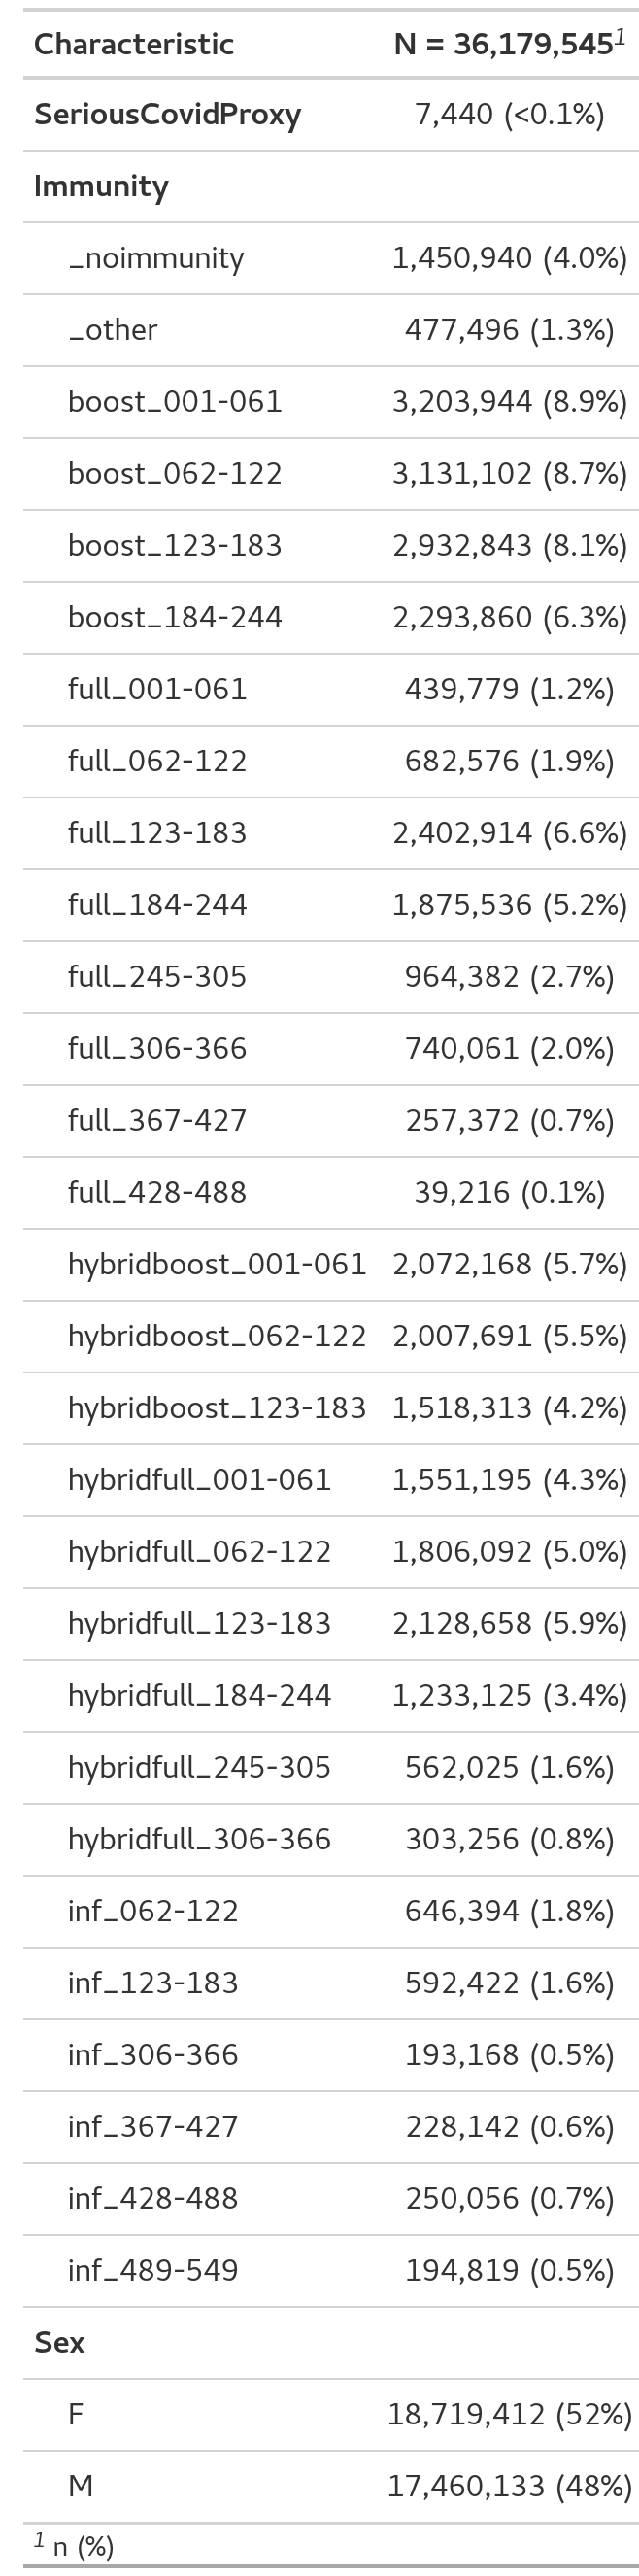 Characteristic N = 36,179,545¹
SeriousCovidProxy 7,440 (<0.1%)
Immunity
_noimmunity 1,450,940 (4.0%)
_other 477,496 (1.3%)
boost_001-061 3,203,944 (8.9%)
boost_062-122 3,131,102 (8.7%)
boost_123-183 2,932,843 (8.1%)
boost_184-244 2,293,860 (6.3%)
full_001-061 439,779 (1.2%)
full_062-122 682,576 (1.9%)
full_123-183 2,402,914 (6.6%)
full_184-244 1,875,536 (5.2%)
full_245-305 964,382 (2.7%)
full_306-366 740,061 (2.0%)
full_367-427 257,372 (0.7%)
full_428-488 39,216 (0.1%)
hybridboost_001-061 2,072,168 (5.7%)
hybridboost_062-122 2,007,691 (5.5%)
hybridboost_123-183 1,518,313 (4.2%)
hybridfull_001-061 1,551,195 (4.3%)
hybridfull_062-122 1,806,092 (5.0%)
hybridfull_123-183 2,128,658 (5.9%)
hybridfull_184-244 1,233,125 (3.4%)
hybridfull_245-305 562,025 (1.6%)
hybridfull_306-366 303,256 (0.8%)
inf_062-122 646,394 (1.8%)
inf_123-183 592,422 (1.6%)
inf_306-366 193,168 (0.5%)
inf_367-427 228,142 (0.6%)
inf_428-488 250,056 (0.7%)
inf_489-549 194,819 (0.5%)
Sex
F 18,719,412 (52%)
M 17,460,133 (48%)
¹ n (%)